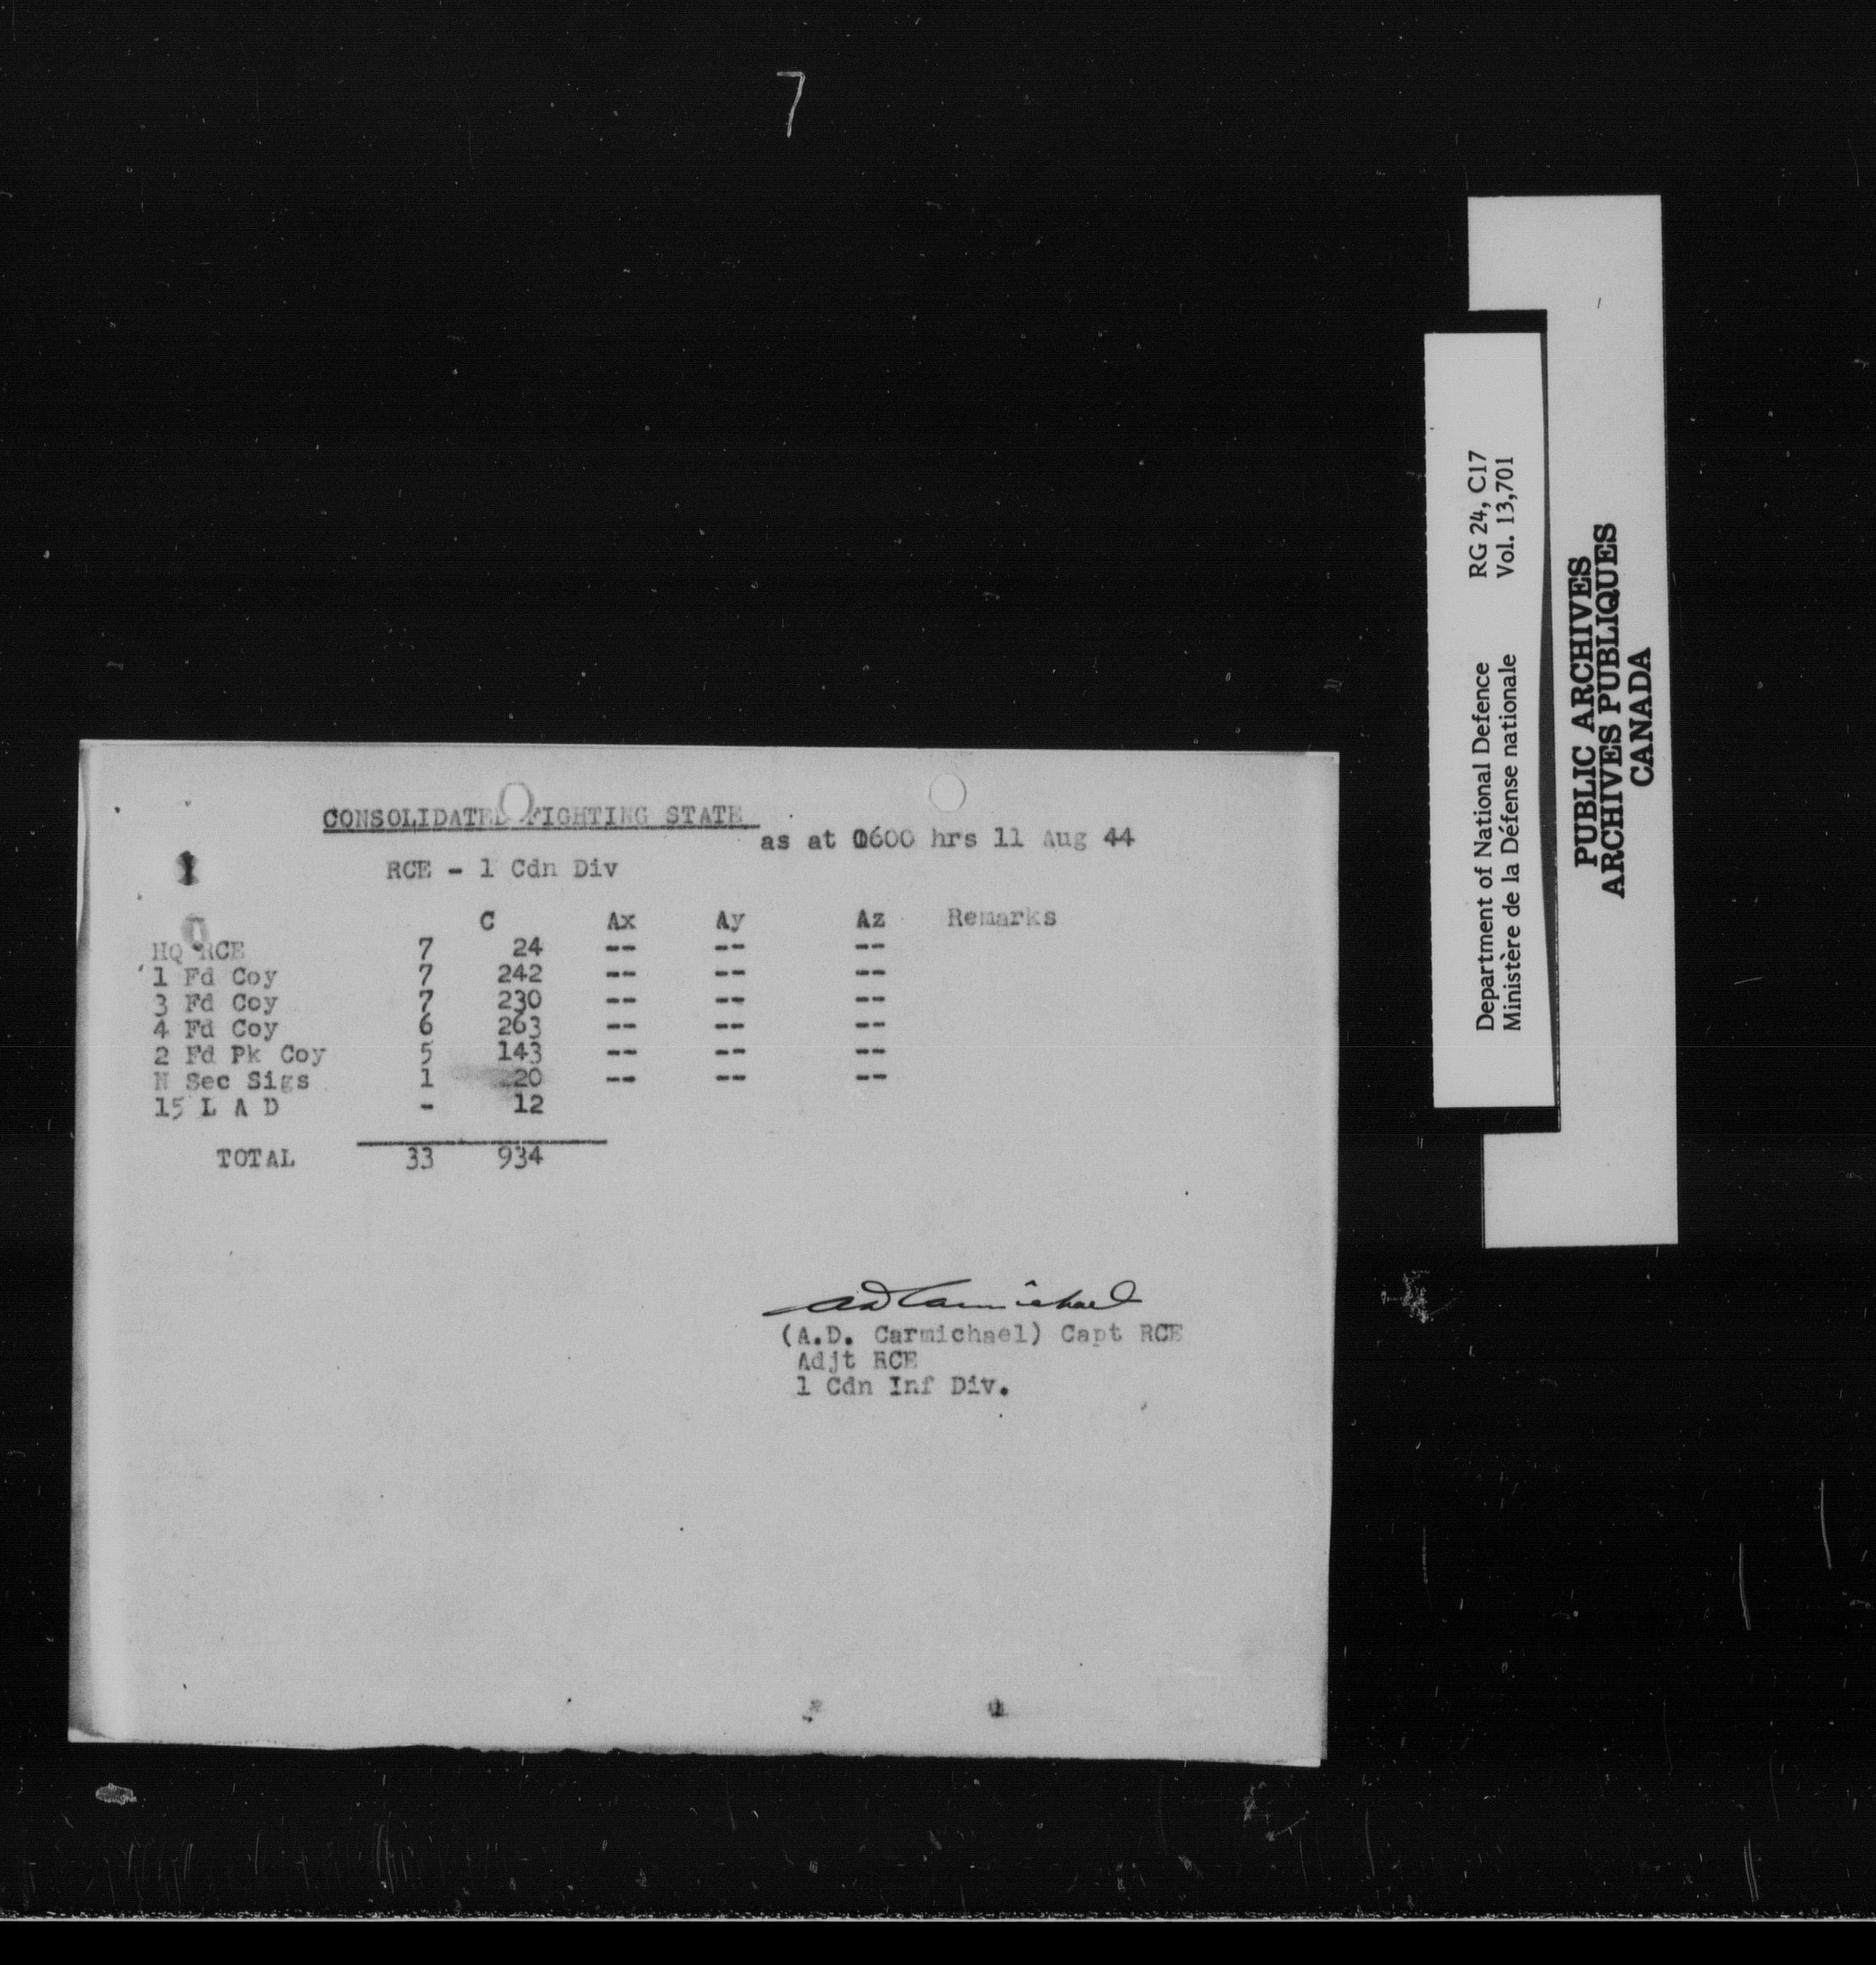 7
CONSOLIDATED FIGHTING STATE
as at 0600 hrs 11 Aug 44
RCE - 1 Cdn Div
C Ax Ay Az Remarks
HQ RCE 7 24 -- -- --
1 Fd Coy 7 242 -- -- --
3 Fd Coy 7 230 -- -- --
4 Fd Coy 6 263 -- -- --
2 Fd Pk Coy 5 143 -- -- --
N Sec Sigs 1 20 -- -- --
15 L A D - 12
TOTAL 33 934
AD Carmichael
(A.D. Carmichael) Capt RCE
Adjt RCE
1 Cdn Inf Div.
Department of National Defence RG 24, C17
Ministère de la Défense nationale Vol. 13,701
PUBLIC ARCHIVES
ARCHIVES PUBLIQUES
CANADA